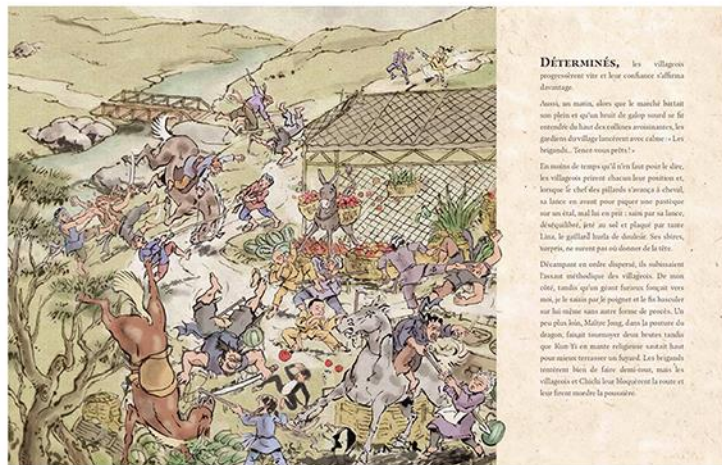 DÉTERMINÉS, les villageois
progressèrent vite et leur confiance s'affirma
davantage.
Aussi, un matin, alors que le marché battait
son plein et qu'un bruit de galop sourd se fit
entendre du haut des collines avoisinantes, les
gardiens du village lancèrent avec calme : « Les
brigands... Tenez-vous prêts ! »
En moins de temps qu'il n'en faut pour le dire,
les villageois prirent chacun leur position et,
lorsque le chef des pillards s'avança à cheval,
sa lance en avant pour piquer une pastèque
sur un étal, mal lui en prit : saisi par sa lance,
déséquilibré, jeté au sol et plaqué par tante
Lina, le gaillard hurla de douleur. Ses sbires,
surpris, ne surent pas où donner de la tête.
Décampant en ordre dispersé, ils subissaient
l'assaut méthodique des villageois. De mon
côté, tandis qu'un géant furieux fonçait vers
moi, je le saisis par le poignet et le fis basculer
sur lui-même sans autre forme de procès. Un
peu plus loin, Maître Jung, dans la posture du
dragon, faisait tournoyer deux brutes tandis
que Kun-Yi en mante religieuse sautait haut
pour mieux terrasser un fuyard. Les brigands
tentèrent bien de faire demi-tour, mais les
villageois et Chichi leur bloquèrent la route et
leur firent mordre la poussière.